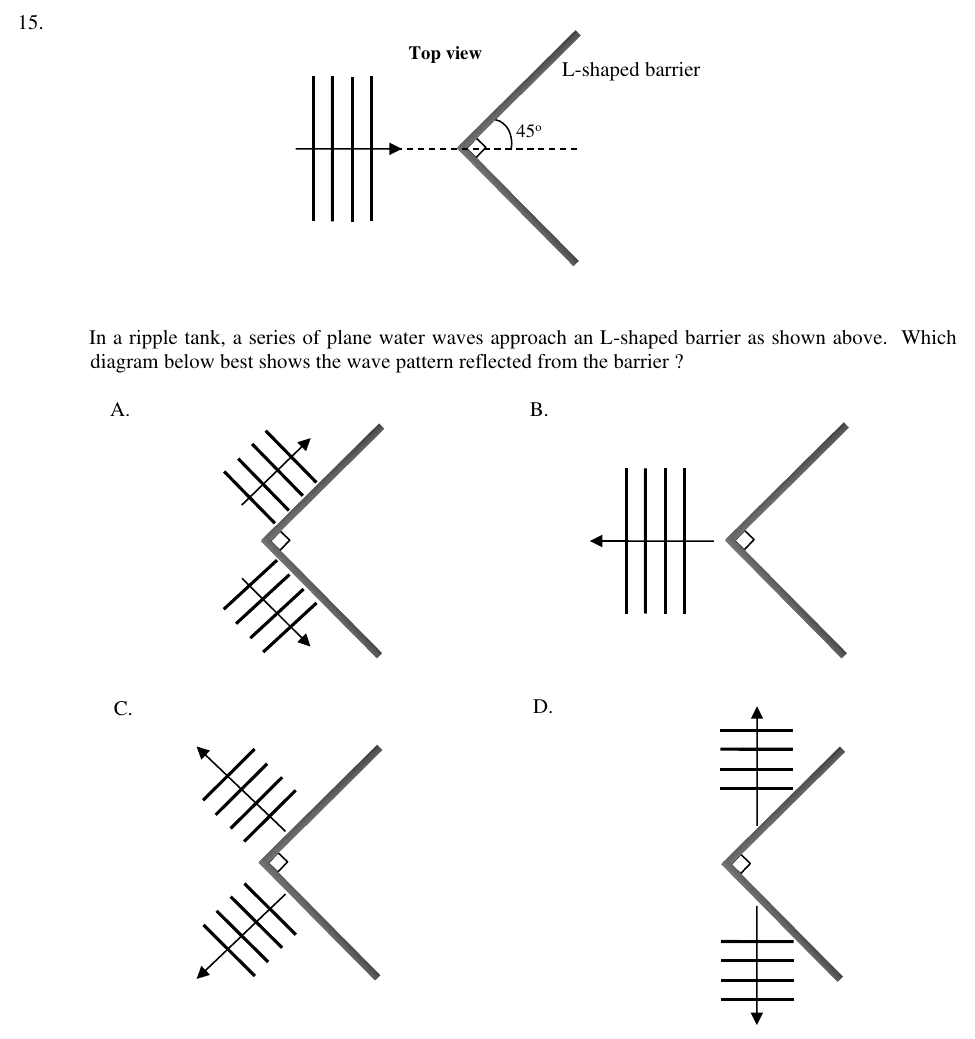 15.
Top view
L-shaped barrier
45º
In a ripple tank, a series of plane water waves approach an L-shaped barrier as shown above. Which
diagram below best shows the wave pattern reflected from the barrier ?
A.
B.
C.
D.